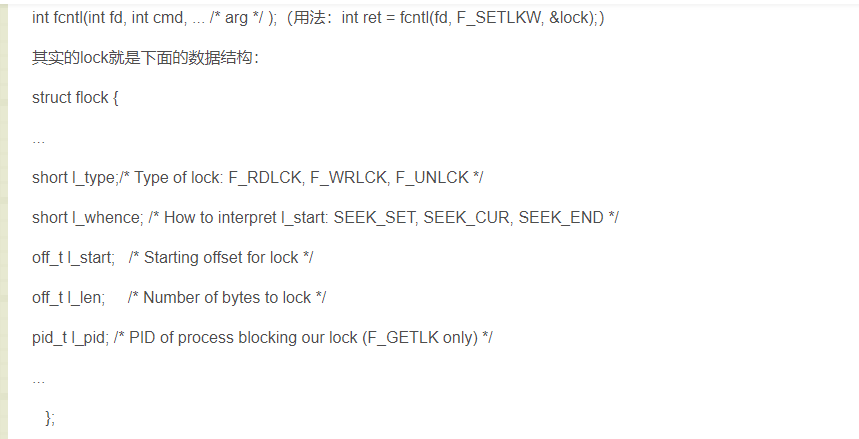 int fcntl(int fd, int cmd, ... /* arg */ );（用法：int ret = fcntl(fd, F_SETLKW, &lock);)
其实的lock就是下面的数据结构：
struct flock {
...
short l_type;/* Type of lock: F_RDLCK, F_WRLCK, F_UNLCK */
short l_whence; /* How to interpret l_start: SEEK_SET, SEEK_CUR, SEEK_END */
off_t l_start;   /* Starting offset for lock */
off_t l_len;      /* Number of bytes to lock */
pid_t l_pid; /* PID of process blocking our lock (F_GETLK only) */
...
};